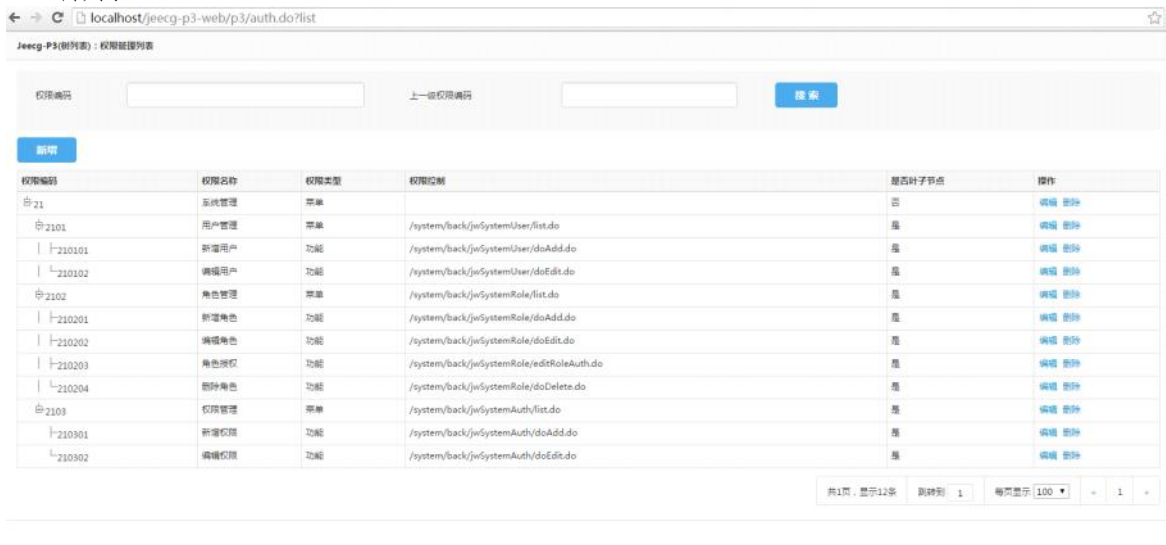 localhost/jeecg-p3-web/p3/auth.do?list
Jeecg-P3(树列表)：权限管理列表
权限编码 上一级权限编码 搜 索
新增
权限编码 权限名称 权限类型 权限控制 是否叶子节点 操作
21 系统管理 菜单 否 编辑 删除
2101 用户管理 菜单 /system/back/jwSystemUser/list.do 是 编辑 删除
210101 新增用户 功能 /system/back/jwSystemUser/doAdd.do 是 编辑 删除
210102 编辑用户 功能 /system/back/jwSystemUser/doEdit.do 是 编辑 删除
2102 角色管理 菜单 /system/back/jwSystemRole/list.do 是 编辑 删除
210201 新增角色 功能 /system/back/jwSystemRole/doAdd.do 是 编辑 删除
210202 编辑角色 功能 /system/back/jwSystemRole/doEdit.do 是 编辑 删除
210203 角色授权 功能 /system/back/jwSystemRole/editRoleAuth.do 是 编辑 删除
210204 删除角色 功能 /system/back/jwSystemRole/doDelete.do 是 编辑 删除
2103 权限管理 菜单 /system/back/jwSystemAuth/list.do 是 编辑 删除
210301 新增权限 功能 /system/back/jwSystemAuth/doAdd.do 是 编辑 删除
210302 编辑权限 功能 /system/back/jwSystemAuth/doEdit.do 是 编辑 删除
共1页，显示12条 跳转到 1 每页显示 100 « 1 »